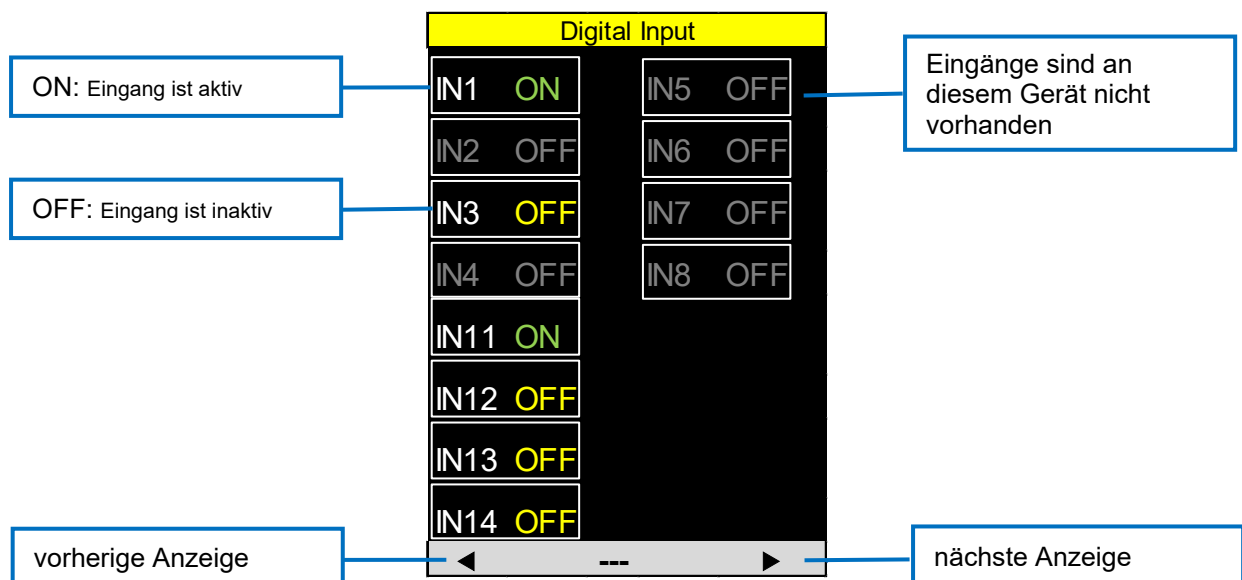 Digital Input
ON: Eingang ist aktiv
IN1 ON
IN5 OFF
Eingänge sind an
diesem Gerät nicht
vorhanden
IN2 OFF
IN6 OFF
OFF: Eingang ist inaktiv
IN3 OFF
IN7 OFF
IN4 OFF
IN8 OFF
IN11 ON
IN12 OFF
IN13 OFF
IN14 OFF
vorherige Anzeige
◀ --- ▶
nächste Anzeige